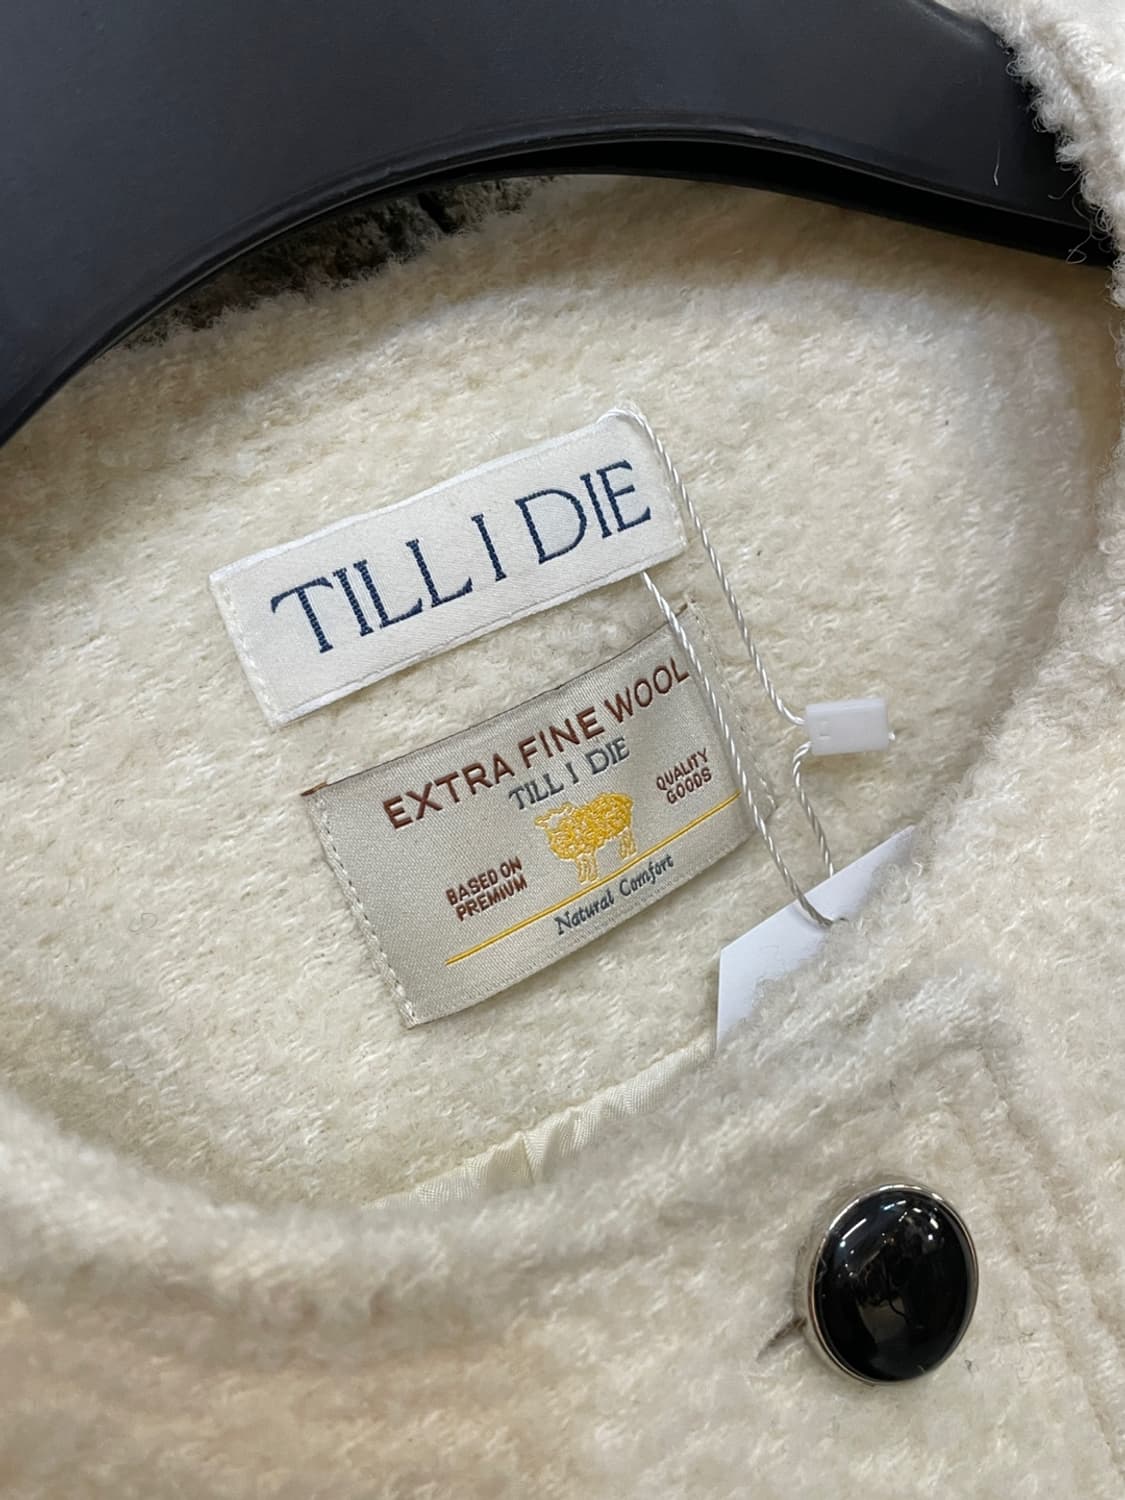 TILL I DIE
EXTRA FINE WOOL
TILL I DIE
QUALITY
GOODS
BASED ON
PREMIUM
Natural Comfort